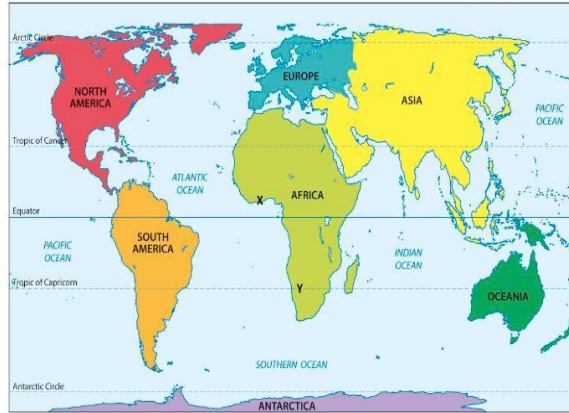 Arctic Circle
EUROPE
NORTH
AMERICA
ASIA
PACIFIC
OCEAN
Tropic of Cancer
ATLANTIC
OCEAN
AFRICA
X
Equator
SOUTH
AMERICA
PACIFIC
OCEAN
INDIAN
OCEAN
Tropic of Capricorn
Y
OCEANIA
SOUTHERN OCEAN
Antarctic Circle
ANTARCTICA